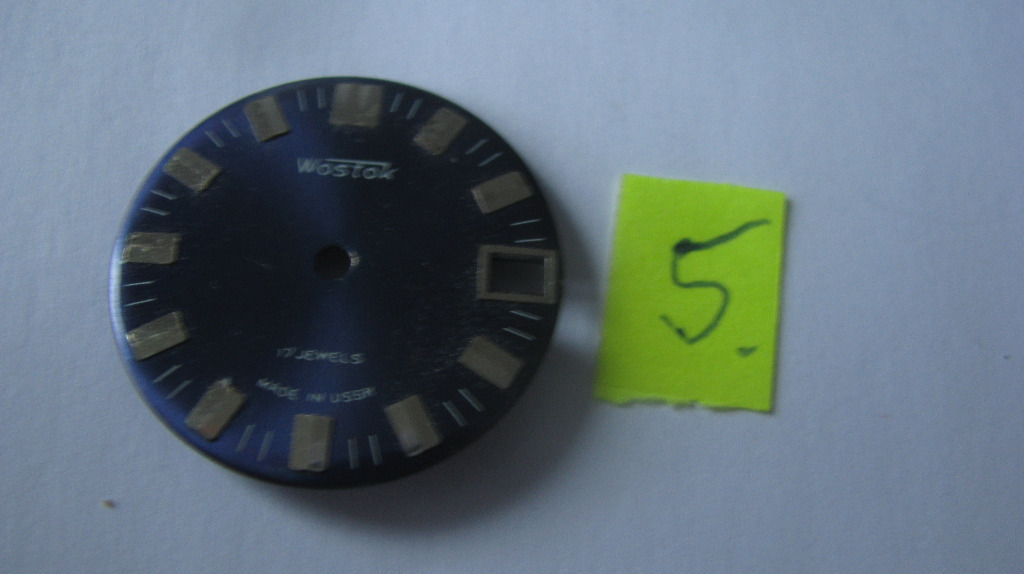 Wostok
17 JEWELS
MADE IN USSR
5.